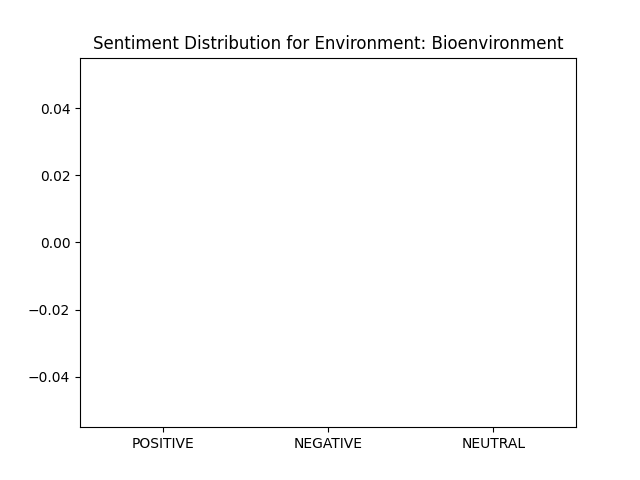 Sentiment Distribution for Environment: Bioenvironment
0.04
0.02
0.00
−0.02
−0.04
POSITIVE NEGATIVE NEUTRAL